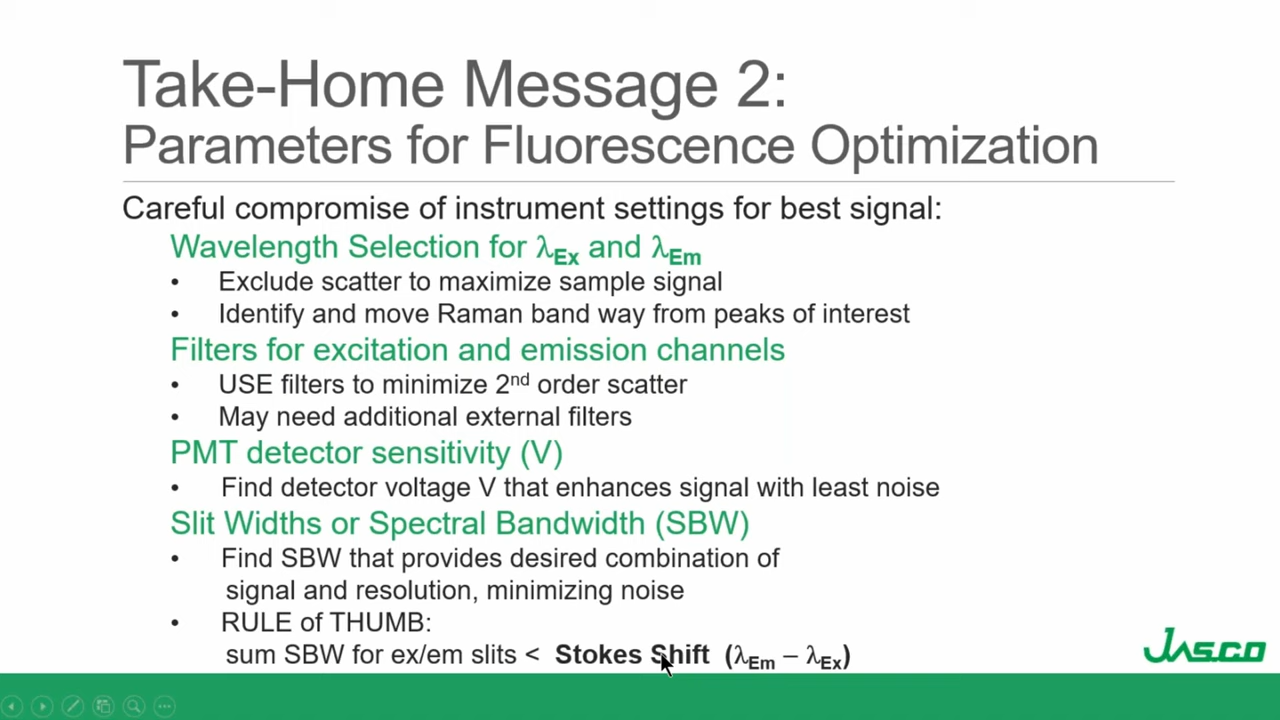 Take-Home Message 2:
Parameters for Fluorescence Optimization
Careful compromise of instrument settings for best signal:
Wavelength Selection for λEx and λEm
• Exclude scatter to maximize sample signal
• Identify and move Raman band way from peaks of interest
Filters for excitation and emission channels
• USE filters to minimize 2nd order scatter
• May need additional external filters
PMT detector sensitivity (V)
• Find detector voltage V that enhances signal with least noise
Slit Widths or Spectral Bandwidth (SBW)
• Find SBW that provides desired combination of
signal and resolution, minimizing noise
• RULE of THUMB:
sum SBW for ex/em slits < Stokes Shift (λEm – λEx)
JASCO